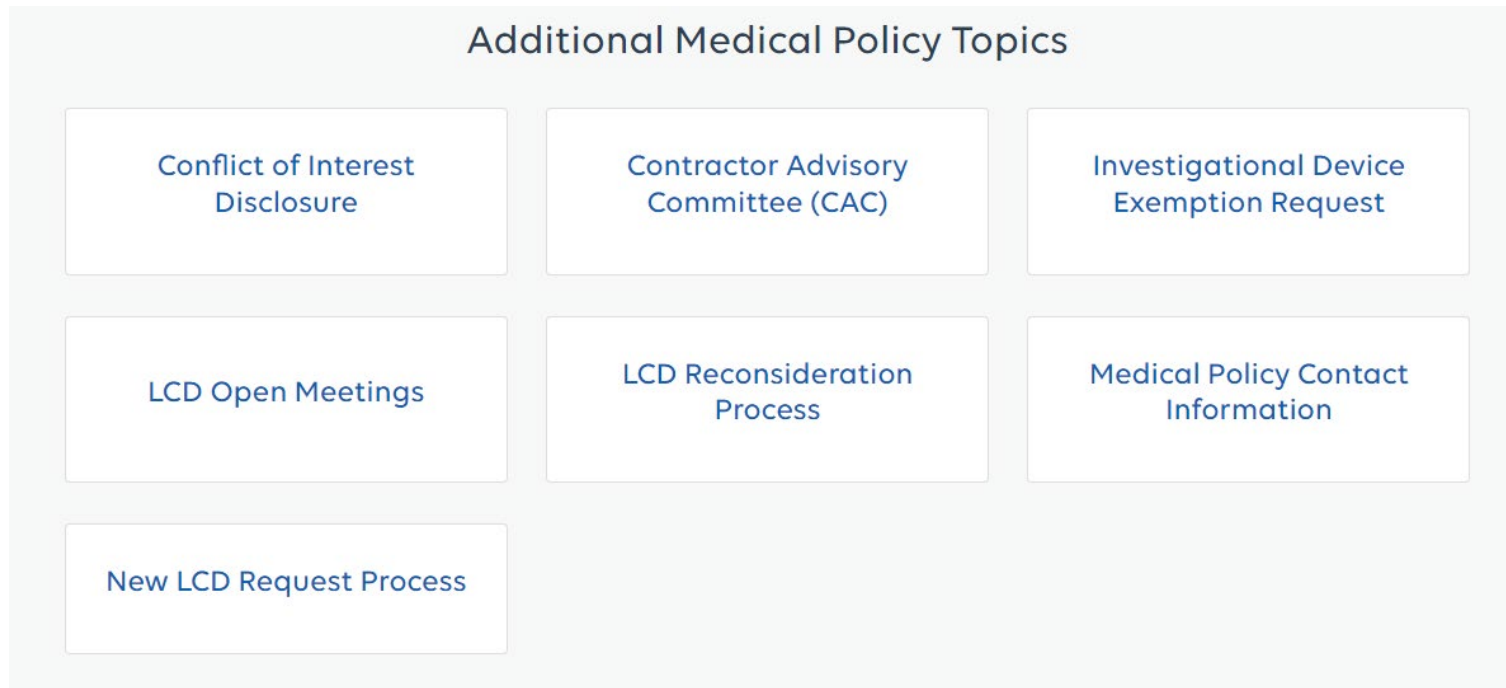 Additional Medical Policy Topics
Conflict of Interest
Disclosure
Contractor Advisory
Committee (CAC)
Investigational Device
Exemption Request
LCD Open Meetings
LCD Reconsideration
Process
Medical Policy Contact
Information
New LCD Request Process